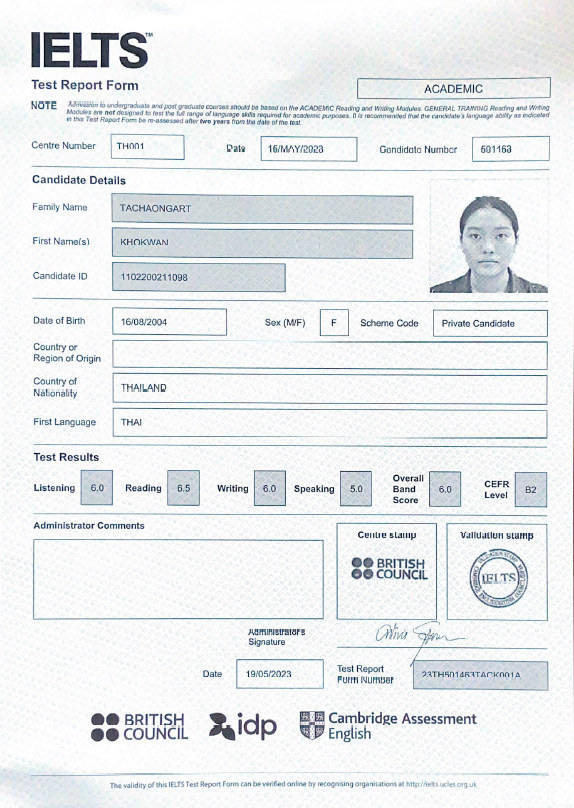 IELTS™
Test Report Form
ACADEMIC
NOTE Admission to undergraduate and post graduate courses should be based on the ACADEMIC Reading and Writing Modules. GENERAL TRAINING Reading and Writing
Modules are not designed to test the full range of language skills required for academic purposes. It is recommended that the candidate's language ability as indicated
in this Test Report Form be re-assessed after two years from the date of the test.
Centre Number TH001 Date 16/MAY/2023 Candidate Number 601463
Candidate Details
Family Name TACHAONGART
First Name(s) KHOKWAN
Candidate ID 1102200211098
Date of Birth 16/08/2004 Sex (M/F) F Scheme Code Private Candidate
Country or
Region of Origin
Country of
Nationality THAILAND
First Language THAI
Test Results
Listening 6.0 Reading 6.5 Writing 6.0 Speaking 5.0 Overall Band Score 6.0 CEFR Level B2
Administrator Comments
Centre stamp
Validation stamp
BRITISH
COUNCIL
IELTS
Administrator's
Signature
Date 19/05/2023
Test Report
Form Number
BRITISH
COUNCIL
idp
Cambridge Assessment
English
The validity of this IELTS Test Report Form can be verified online by recognising organisations at http://ielts.ucles.org.uk